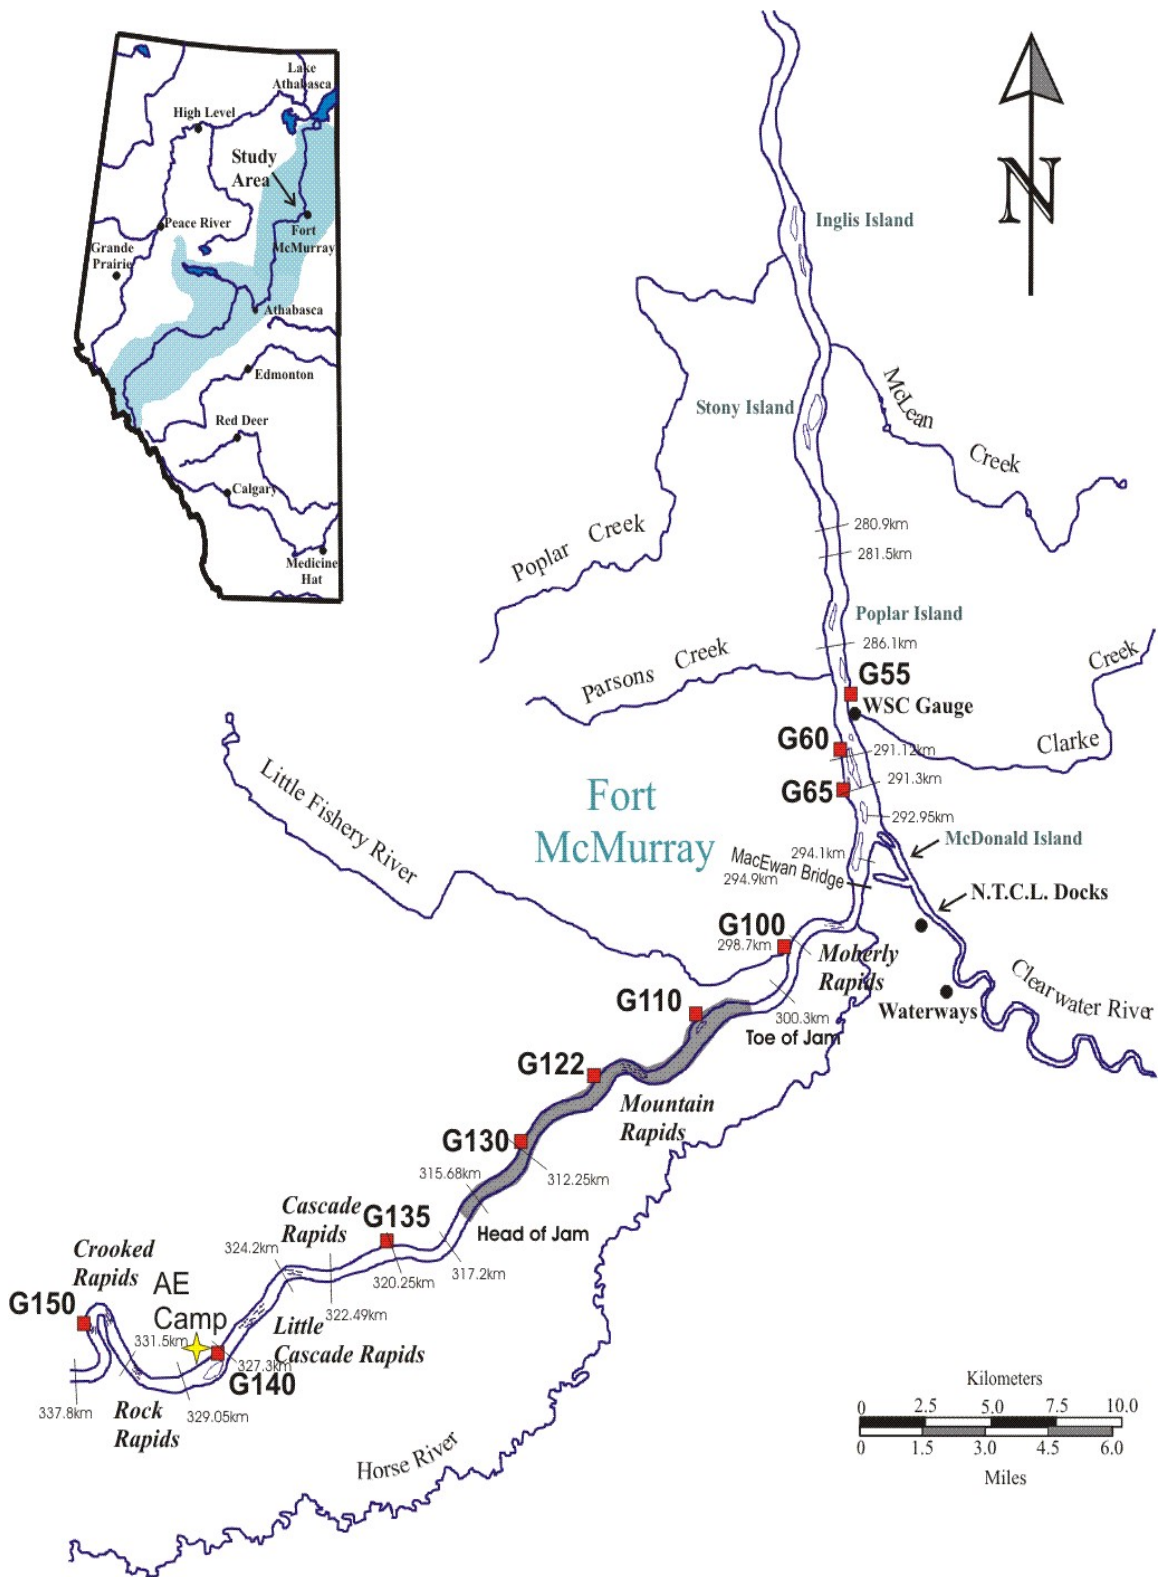 Lake
Athabasca
High Level
Study
Area
Peace River
Fort
McMurray
Grande
Prairie
Athabasca
Edmonton
Red Deer
Calgary
Medicine
Hat
N
Inglis Island
McLean
Creek
Stony Island
Poplar Creek
280.9km
281.5km
Poplar Island
286.1km
Parsons Creek
G55
WSC Gauge
Clarke Creek
G60
291.12km
G65
291.3km
292.95km
Little Fishery River
Fort
McMurray
McDonald Island
294.1km
MacEwan Bridge
294.9km
N.T.C.L. Docks
G100
298.7km
Moberly
Rapids
Clearwater River
Waterways
G110
300.3km
Toe of Jam
G122
Mountain
Rapids
G130
312.25km
315.68km
Head of Jam
Cascade
Rapids
G135
317.2km
320.25km
324.2km
322.49km
Crooked
Rapids
AE
Camp
G150
331.5km
Little
Cascade Rapids
327.3km
G140
337.8km
329.05km
Rock
Rapids
Horse River
Kilometers
0 2.5 5.0 7.5 10.0
0 1.5 3.0 4.5 6.0
Miles